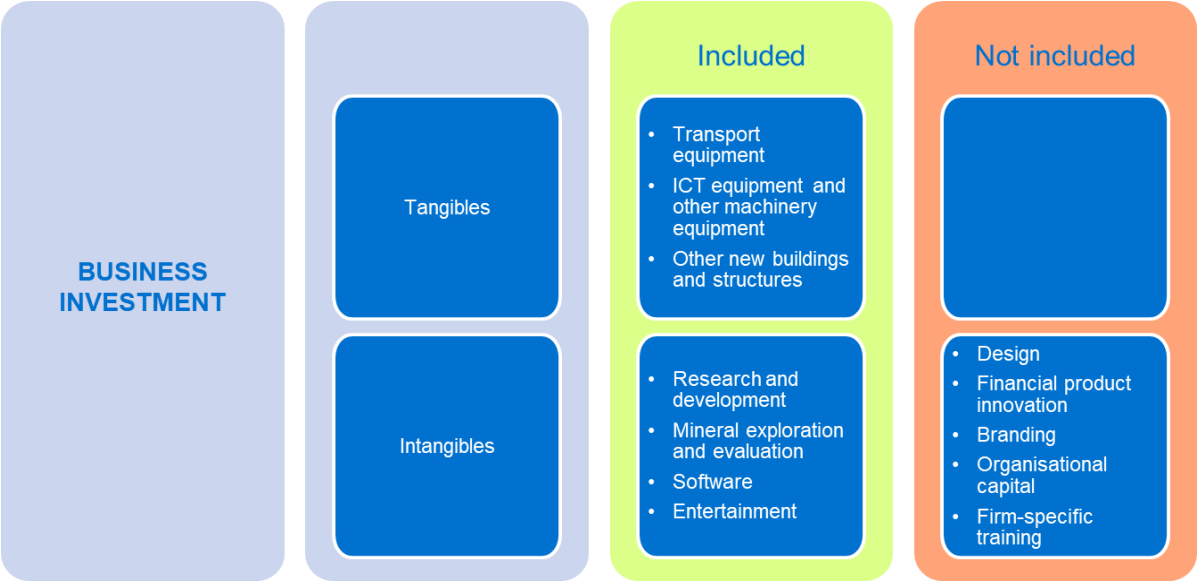 BUSINESS
INVESTMENT
Tangibles
Intangibles
Included
• Transport
equipment
• ICT equipment and
other machinery
equipment
• Other new buildings
and structures
• Research and
development
• Mineral exploration
and evaluation
• Software
• Entertainment
Not included
• Design
• Financial product
innovation
• Branding
• Organisational
capital
• Firm-specific
training